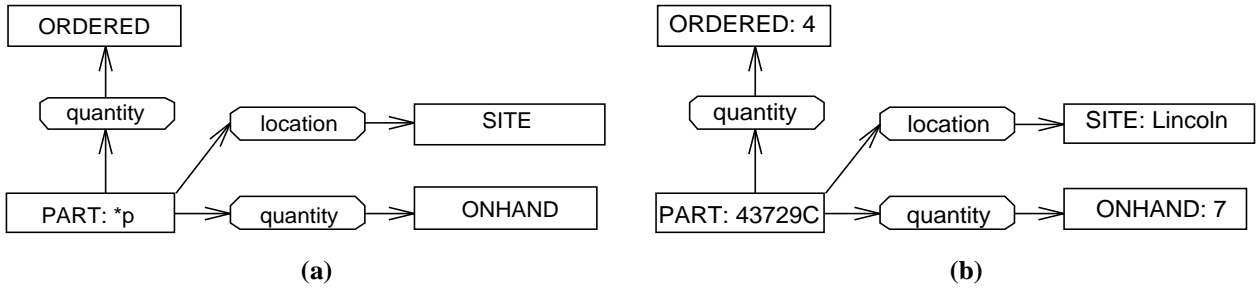 ORDERED
quantity
location
SITE
PART: *p
quantity
ONHAND
(a)
ORDERED: 4
quantity
location
SITE: Lincoln
PART: 43729C
quantity
ONHAND: 7
(b)